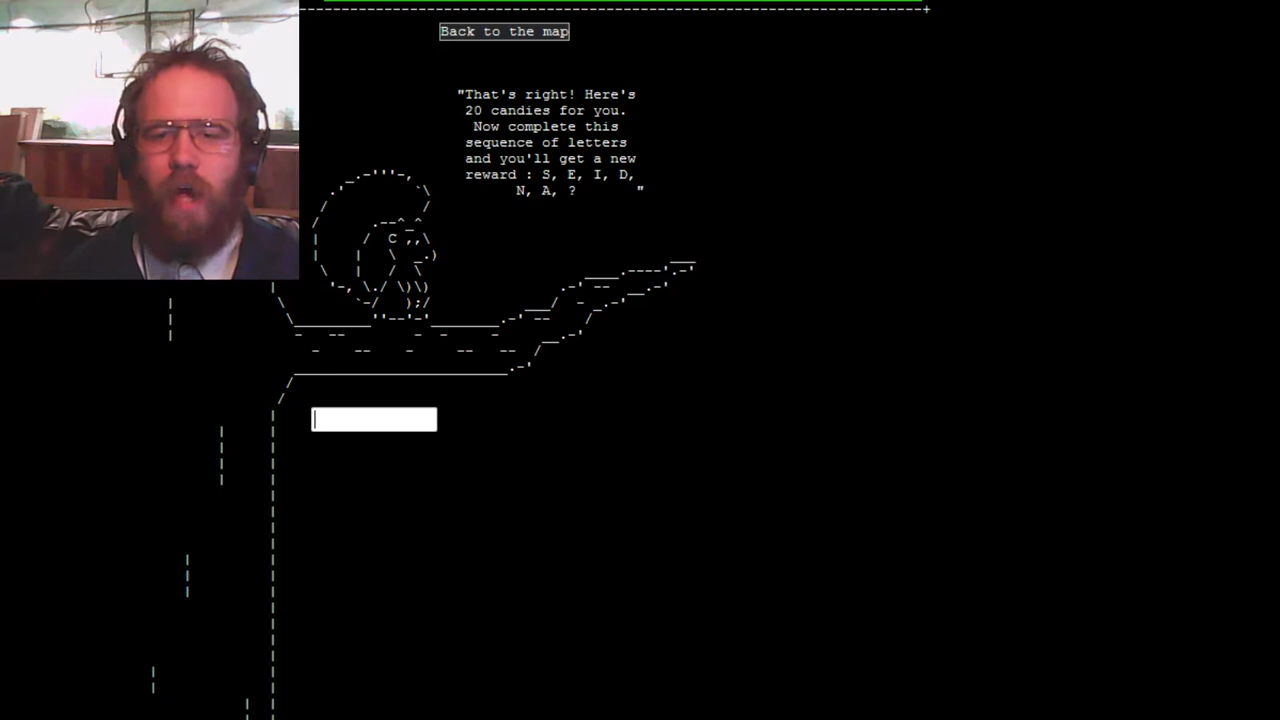 Back to the map
"That's right! Here's
20 candies for you.
Now complete this
sequence of letters
and you'll get a new
reward : S, E, I, D,
N, A, ? "